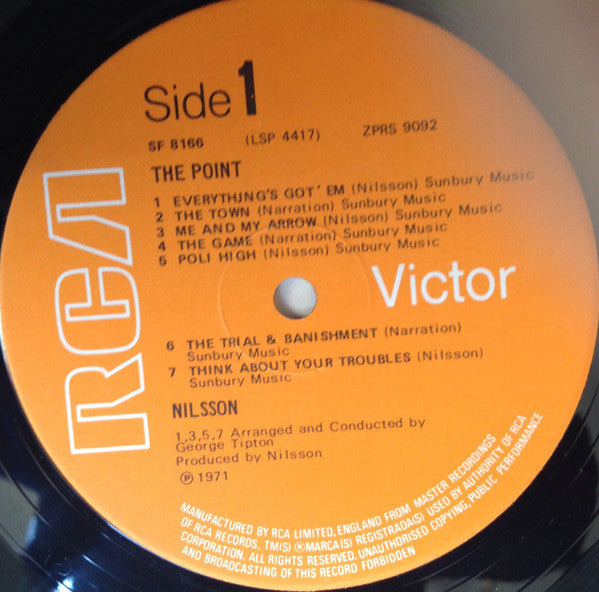 RCA
Side 1
SF 8166 (LSP 4417) ZPRS 9092
THE POINT
1 EVERYTHING'S GOT' EM (Nilsson) Sunbury Music
2 THE TOWN (Narration) Sunbury Music
3 ME AND MY ARROW (Nilsson) Sunbury Music
4 THE GAME (Narration) Sunbury Music
5 POLI HIGH (Nilsson) Sunbury Music
Victor
6 THE TRIAL & BANISHMENT (Narration)
Sunbury Music
7 THINK ABOUT YOUR TROUBLES (Nilsson)
Sunbury Music
NILSSON
1,3,5,7 Arranged and Conducted by
George Tipton
Produced by Nilsson
℗ 1971
MANUFACTURED BY RCA LIMITED, ENGLAND FROM MASTER RECORDINGS
OF RCA RECORDS. TM(S) ® MARCA(S) REGISTRADA(S) USED BY AUTHORITY OF RCA
CORPORATION. ALL RIGHTS RESERVED. UNAUTHORISED COPYING, PUBLIC PERFORMANCE
AND BROADCASTING OF THIS RECORD FORBIDDEN